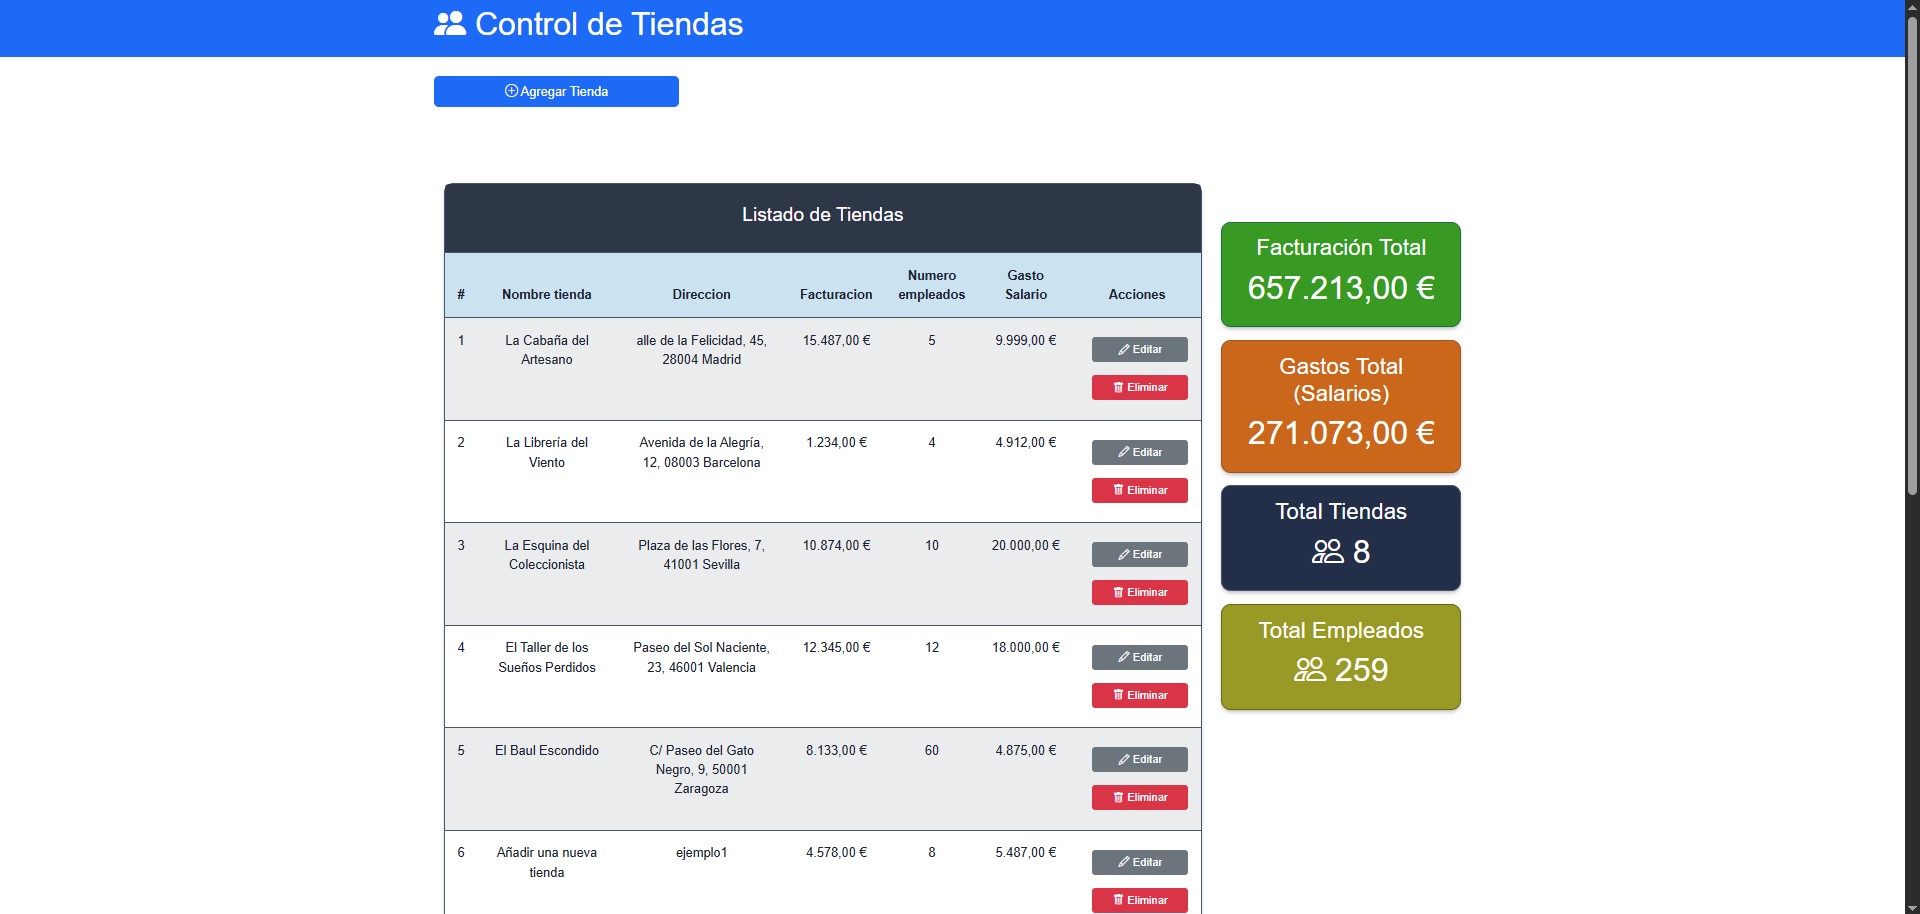 Control de Tiendas
Agregar Tienda
Listado de Tiendas
# Nombre tienda Direccion Facturacion Numero empleados Gasto Salario Acciones
1 La Cabaña del Artesano alle de la Felicidad, 45, 28004 Madrid 15.487,00 € 5 9.999,00 € Editar
Eliminar
2 La Librería del Viento Avenida de la Alegría, 12, 08003 Barcelona 1.234,00 € 4 4.912,00 € Editar
Eliminar
3 La Esquina del Coleccionista Plaza de las Flores, 7, 41001 Sevilla 10.874,00 € 10 20.000,00 € Editar
Eliminar
4 El Taller de los Sueños Perdidos Paseo del Sol Naciente, 23, 46001 Valencia 12.345,00 € 12 18.000,00 € Editar
Eliminar
5 El Baul Escondido C/ Paseo del Gato Negro, 9, 50001 Zaragoza 8.133,00 € 60 4.875,00 € Editar
Eliminar
6 Añadir una nueva tienda ejemplo1 4.578,00 € 8 5.487,00 € Editar
Eliminar
Facturación Total
657.213,00 €
Gastos Total
(Salarios)
271.073,00 €
Total Tiendas
8
Total Empleados
259